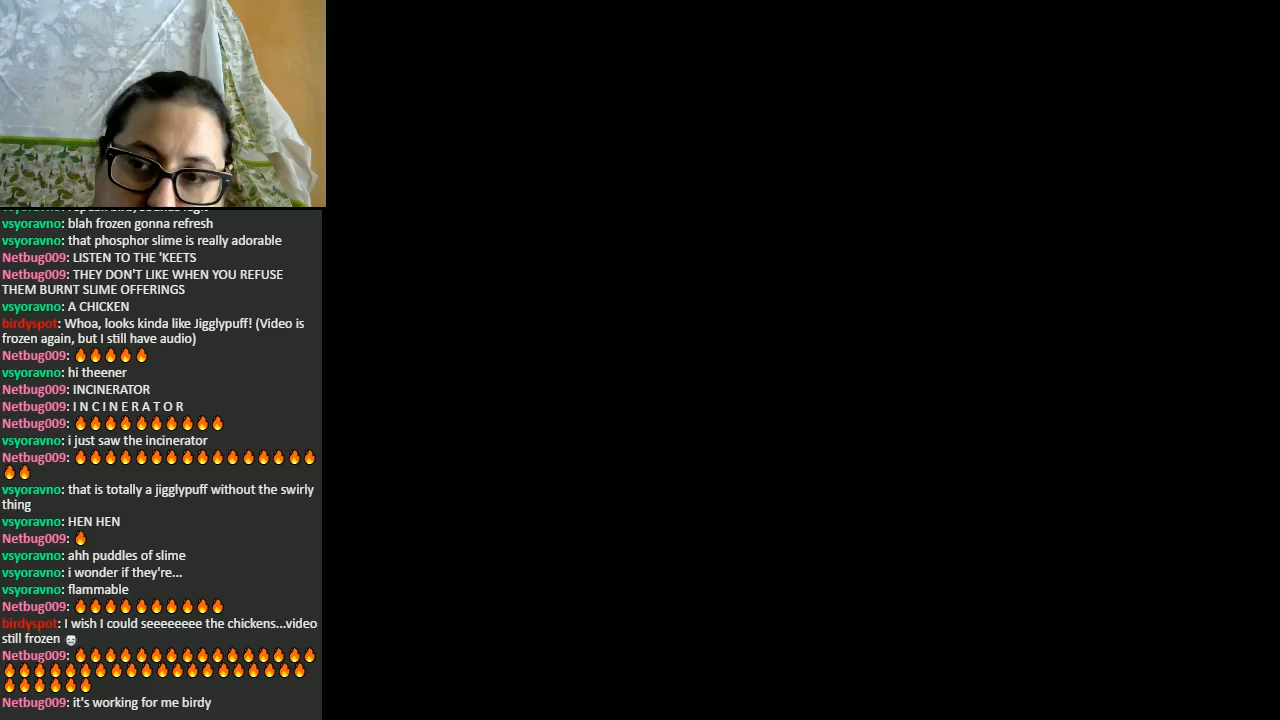 vsyoravno: blah frozen gonna refresh
vsyoravno: that phosphor slime is really adorable
Netbug009: LISTEN TO THE 'KEETS
Netbug009: THEY DON'T LIKE WHEN YOU REFUSE
THEM BURNT SLIME OFFERINGS
vsyoravno: A CHICKEN
birdyspot: Whoa, looks kinda like Jigglypuff! (Video is
frozen again, but I still have audio)
Netbug009: 🔥🔥🔥🔥🔥
vsyoravno: hi theener
Netbug009: INCINERATOR
Netbug009: I N C I N E R A T O R
Netbug009: 🔥🔥🔥🔥🔥🔥🔥🔥🔥🔥
vsyoravno: i just saw the incinerator
Netbug009: 🔥🔥🔥🔥🔥🔥🔥🔥🔥🔥🔥🔥🔥🔥🔥🔥
🔥🔥
vsyoravno: that is totally a jigglypuff without the swirly
thing
vsyoravno: HEN HEN
Netbug009: 🔥
vsyoravno: ahh puddles of slime
vsyoravno: i wonder if they're...
vsyoravno: flammable
Netbug009: 🔥🔥🔥🔥🔥🔥🔥🔥🔥🔥
birdyspot: I wish I could seeeeeeee the chickens...video
still frozen
Netbug009: 🔥🔥🔥🔥🔥🔥🔥🔥🔥🔥🔥🔥🔥🔥🔥🔥
🔥🔥🔥🔥🔥🔥🔥🔥🔥🔥🔥🔥🔥🔥🔥🔥🔥🔥🔥🔥
🔥🔥🔥🔥🔥🔥
Netbug009: it's working for me birdy